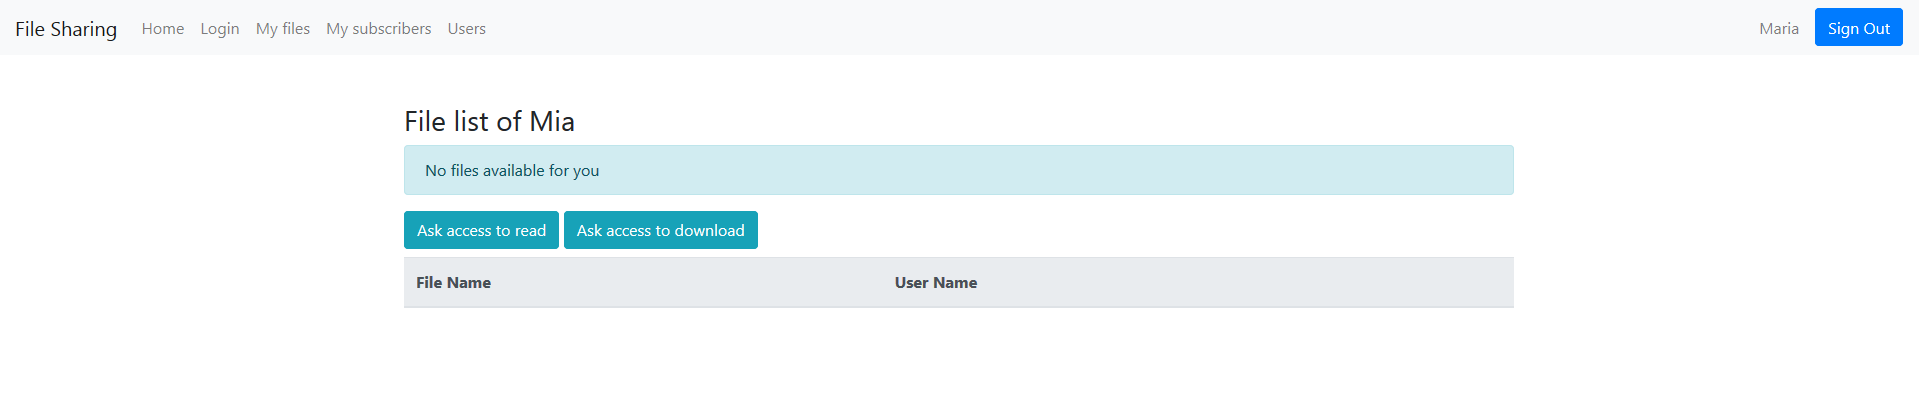 File Sharing Home Login My files My subscribers Users Maria Sign Out
File list of Mia
No files available for you
Ask access to read Ask access to download
File Name User Name